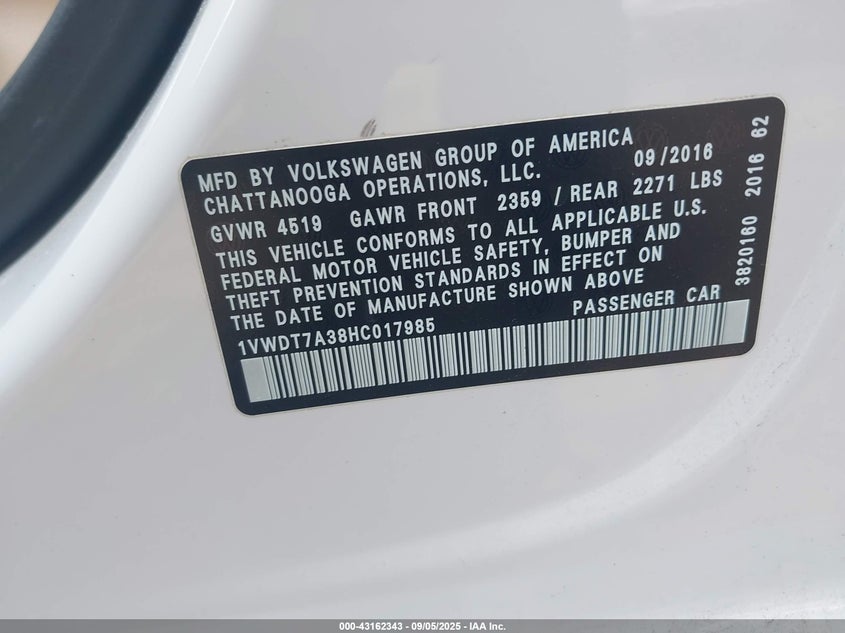 MFD BY VOLKSWAGEN GROUP OF AMERICA
CHATTANOOGA OPERATIONS, LLC. 09/2016
GVWR 4519 GAWR FRONT 2359 / REAR 2271 LBS
THIS VEHICLE CONFORMS TO ALL APPLICABLE U.S.
FEDERAL MOTOR VEHICLE SAFETY, BUMPER AND
THEFT PREVENTION STANDARDS IN EFFECT ON
THE DATE OF MANUFACTURE SHOWN ABOVE
1VWDT7A38HC017985 PASSENGER CAR
3820160 2016 62
000-43162343 - 09/05/2025 - IAA Inc.